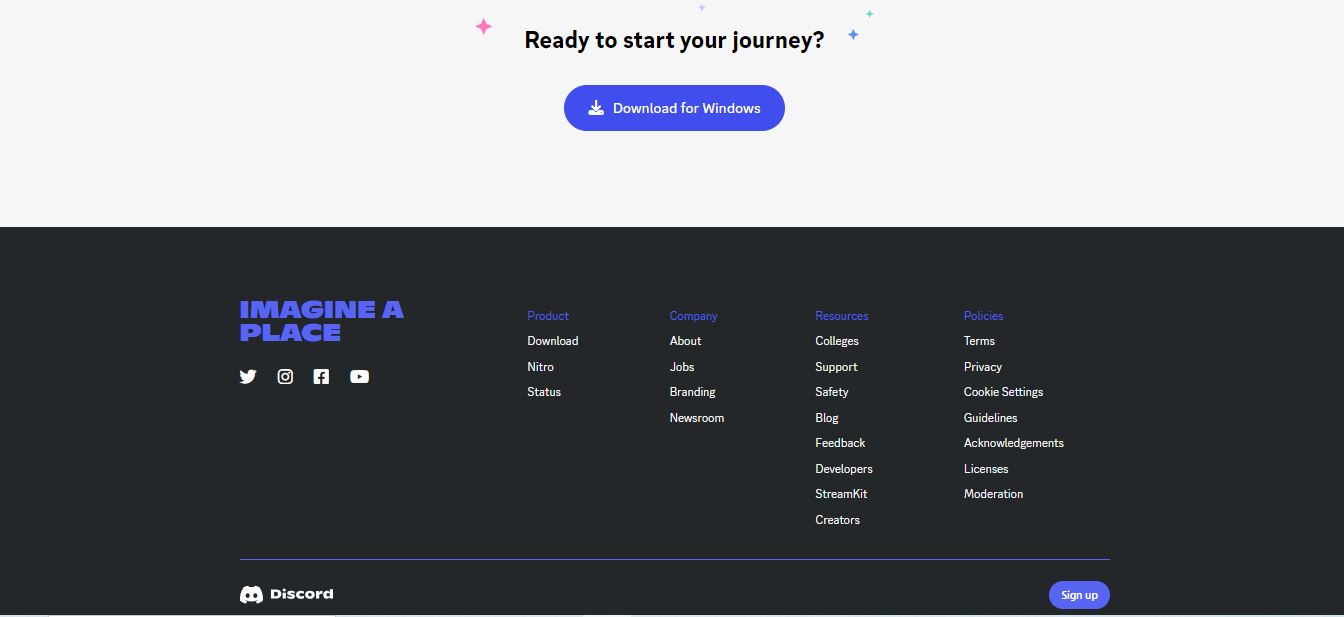 Ready to start your journey?
Download for Windows
IMAGINE A
PLACE
Product
Download
Nitro
Status
Company
About
Jobs
Branding
Newsroom
Resources
Colleges
Support
Safety
Blog
Feedback
Developers
StreamKit
Creators
Policies
Terms
Privacy
Cookie Settings
Guidelines
Acknowledgements
Licenses
Moderation
Discord
Sign up